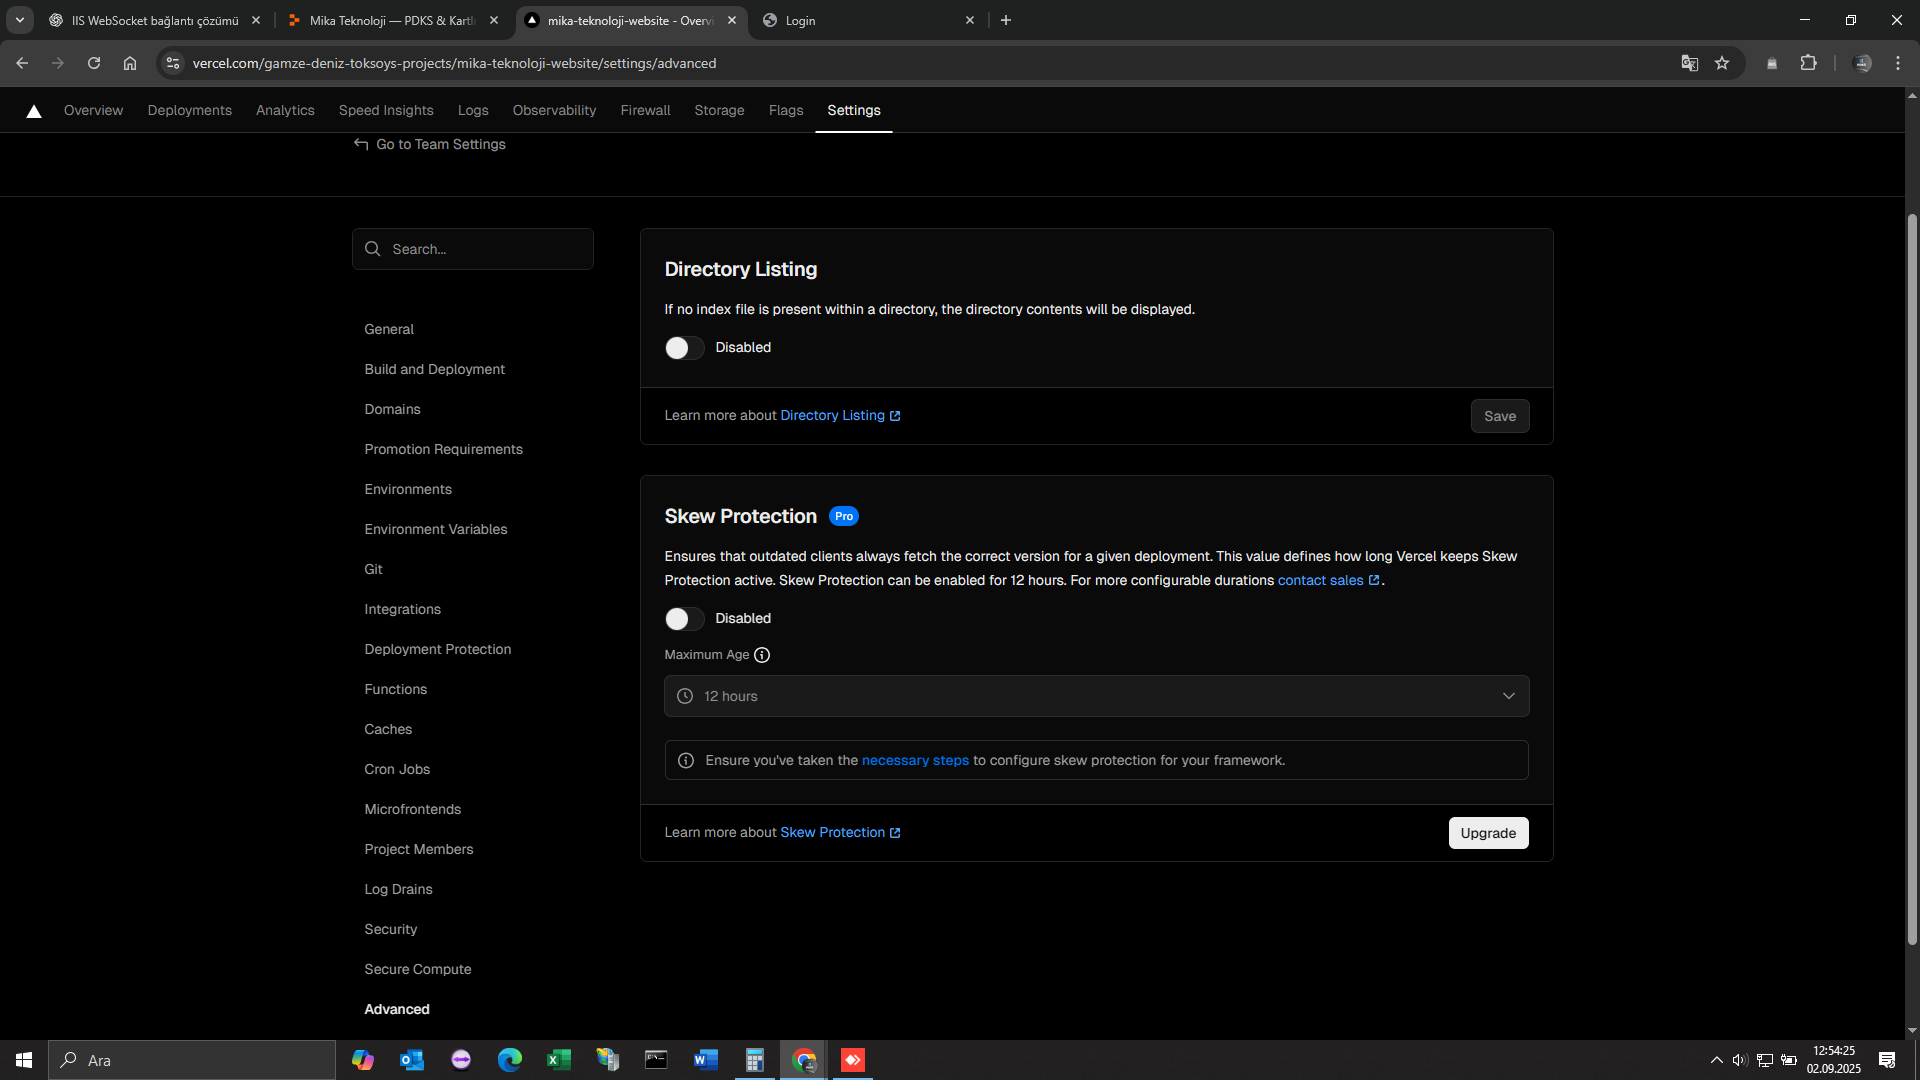 IIS WebSocket bağlantı çözümü
Mika Teknoloji — PDKS & Kartl
mika-teknoloji-website - Overvi
Login
vercel.com/gamze-deniz-toksoys-projects/mika-teknoloji-website/settings/advanced
Overview
Deployments
Analytics
Speed Insights
Logs
Observability
Firewall
Storage
Flags
Settings
Go to Team Settings
Search...
General
Build and Deployment
Domains
Promotion Requirements
Environments
Environment Variables
Git
Integrations
Deployment Protection
Functions
Caches
Cron Jobs
Microfrontends
Project Members
Log Drains
Security
Secure Compute
Advanced
Directory Listing
If no index file is present within a directory, the directory contents will be displayed.
Disabled
Learn more about Directory Listing
Save
Skew Protection Pro
Ensures that outdated clients always fetch the correct version for a given deployment. This value defines how long Vercel keeps Skew
Protection active. Skew Protection can be enabled for 12 hours. For more configurable durations contact sales .
Disabled
Maximum Age
12 hours
Ensure you've taken the necessary steps to configure skew protection for your framework.
Learn more about Skew Protection
Upgrade
Ara
12:54:25
02.09.2025